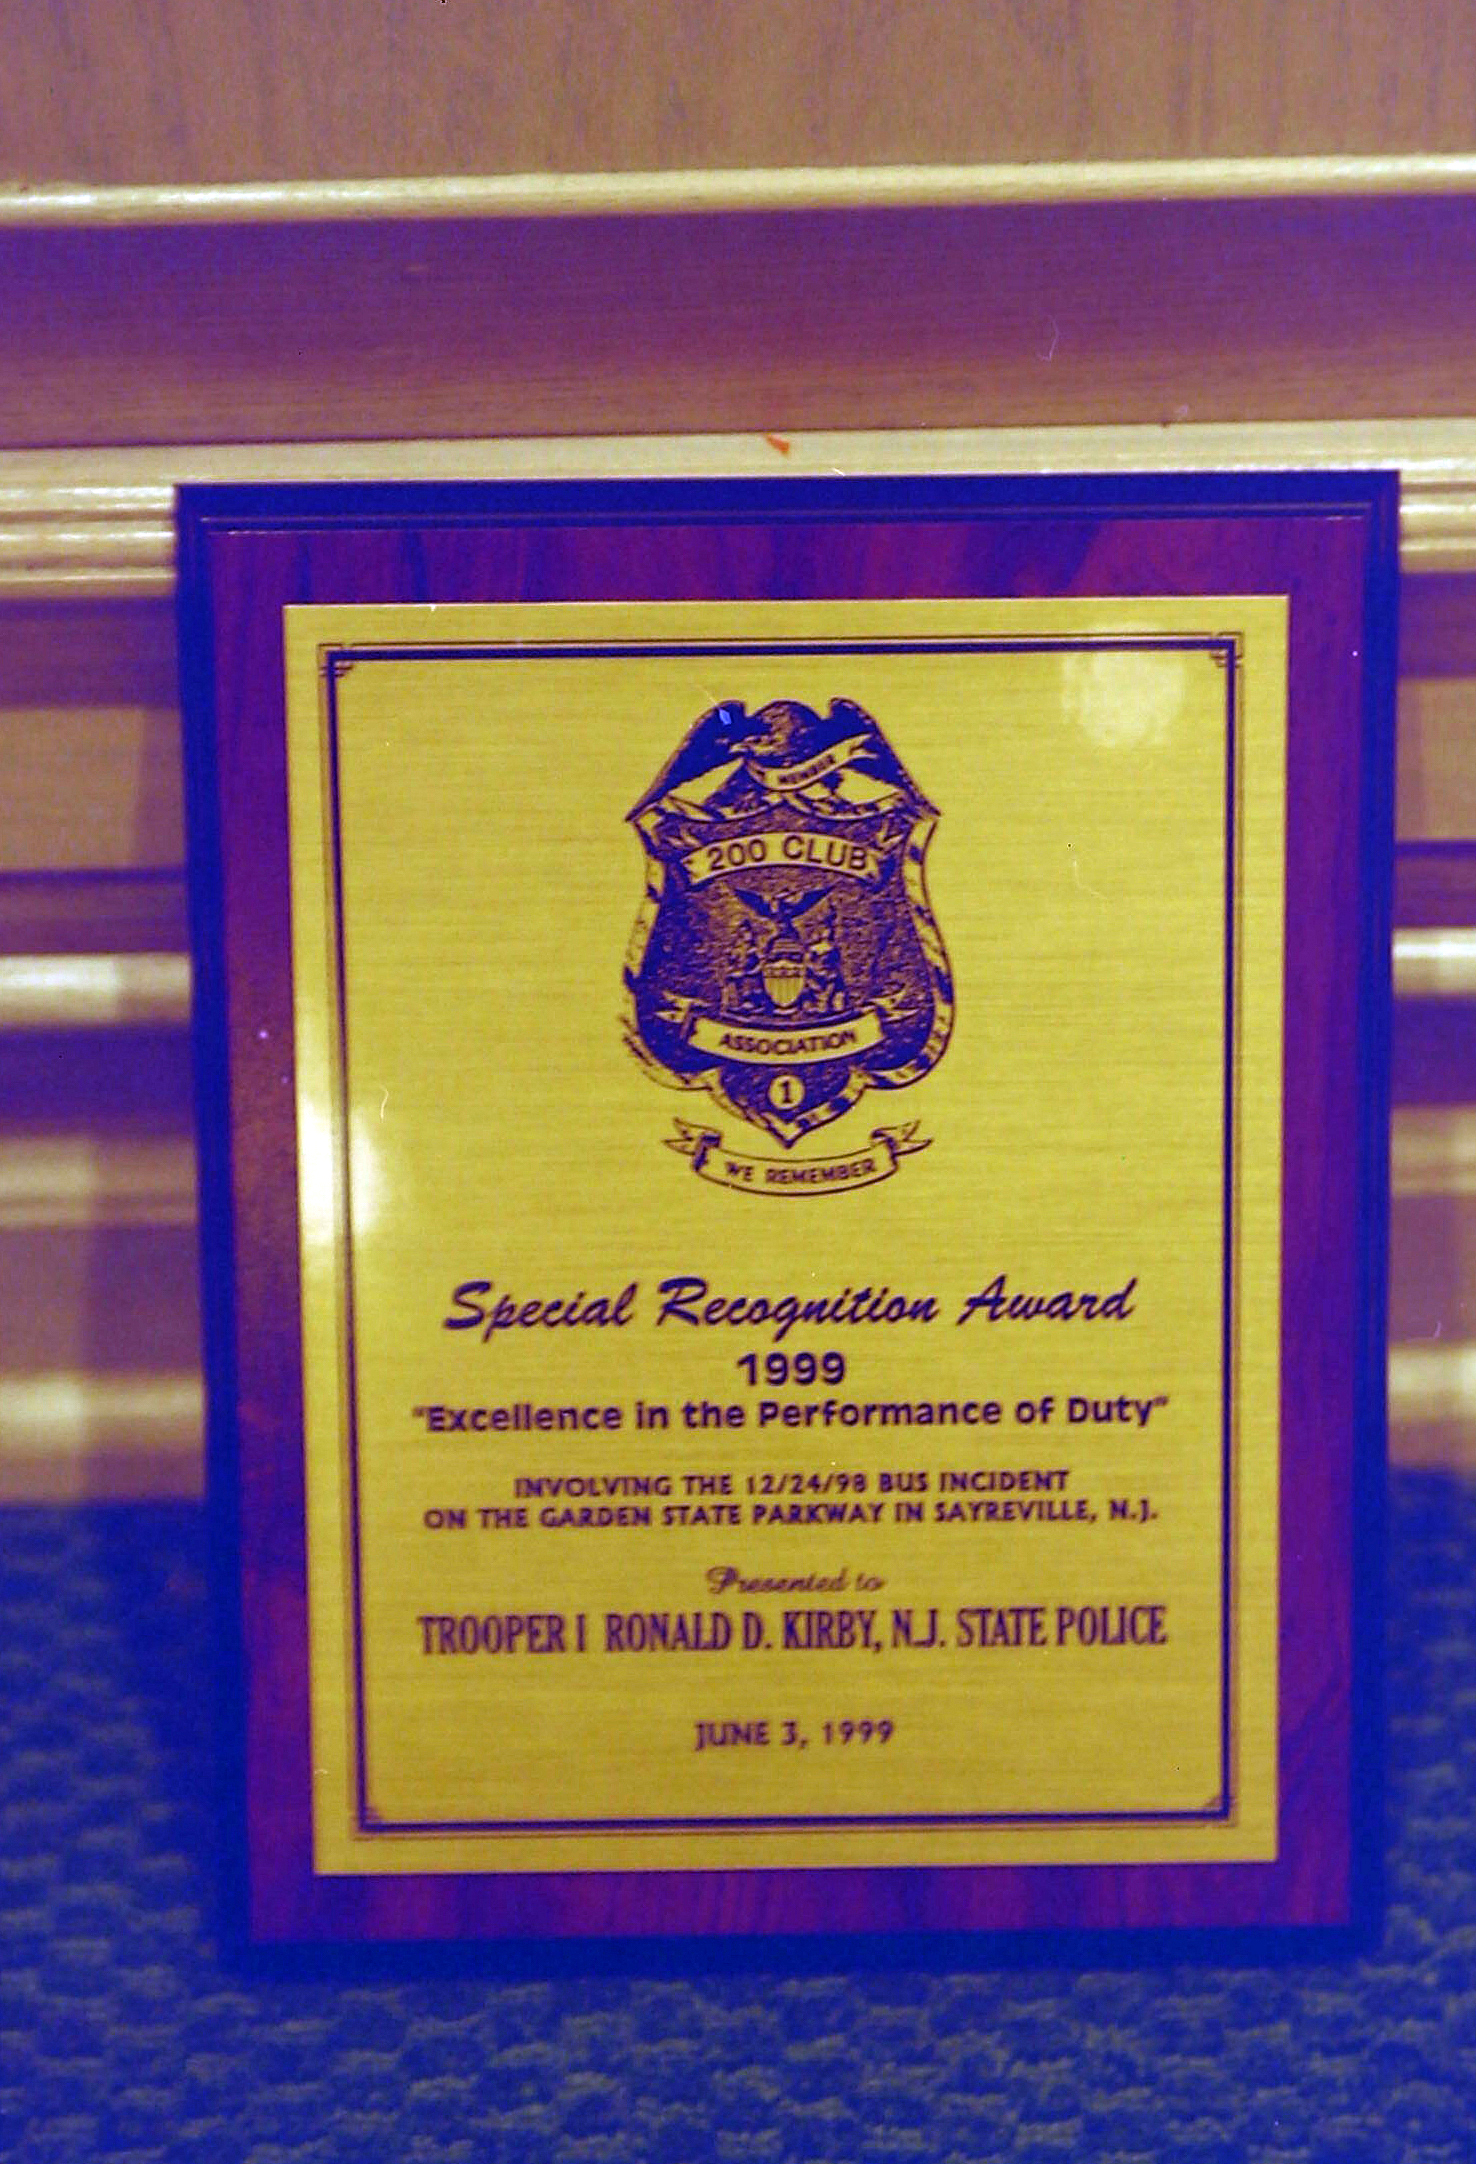 MEMBER
200 CLUB
ASSOCIATION
1
WE REMEMBER
Special Recognition Award
1999
"Excellence in the Performance of Duty"
INVOLVING THE 12/24/98 BUS INCIDENT
ON THE GARDEN STATE PARKWAY IN SAYREVILLE, N.J.
Presented to
TROOPER I RONALD D. KIRBY, N.J. STATE POLICE
JUNE 3, 1999